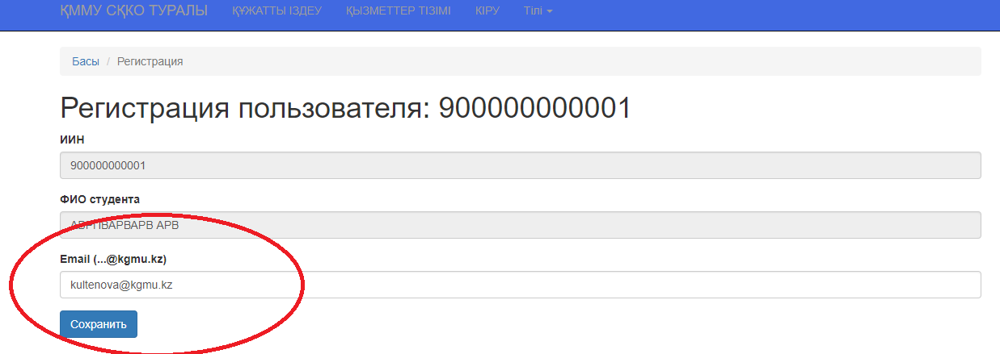 ҚММУ СҚКО ТУРАЛЫ ҚҰЖАТТЫ ІЗДЕУ ҚЫЗМЕТТЕР ТІЗІМІ КІРУ Тілі
Басы / Регистрация
Регистрация пользователя: 900000000001
ИИН
900000000001
ФИО студента
АВРПВАРВАРВ АРВ
Email (...@kgmu.kz)
kultenova@kgmu.kz
Сохранить